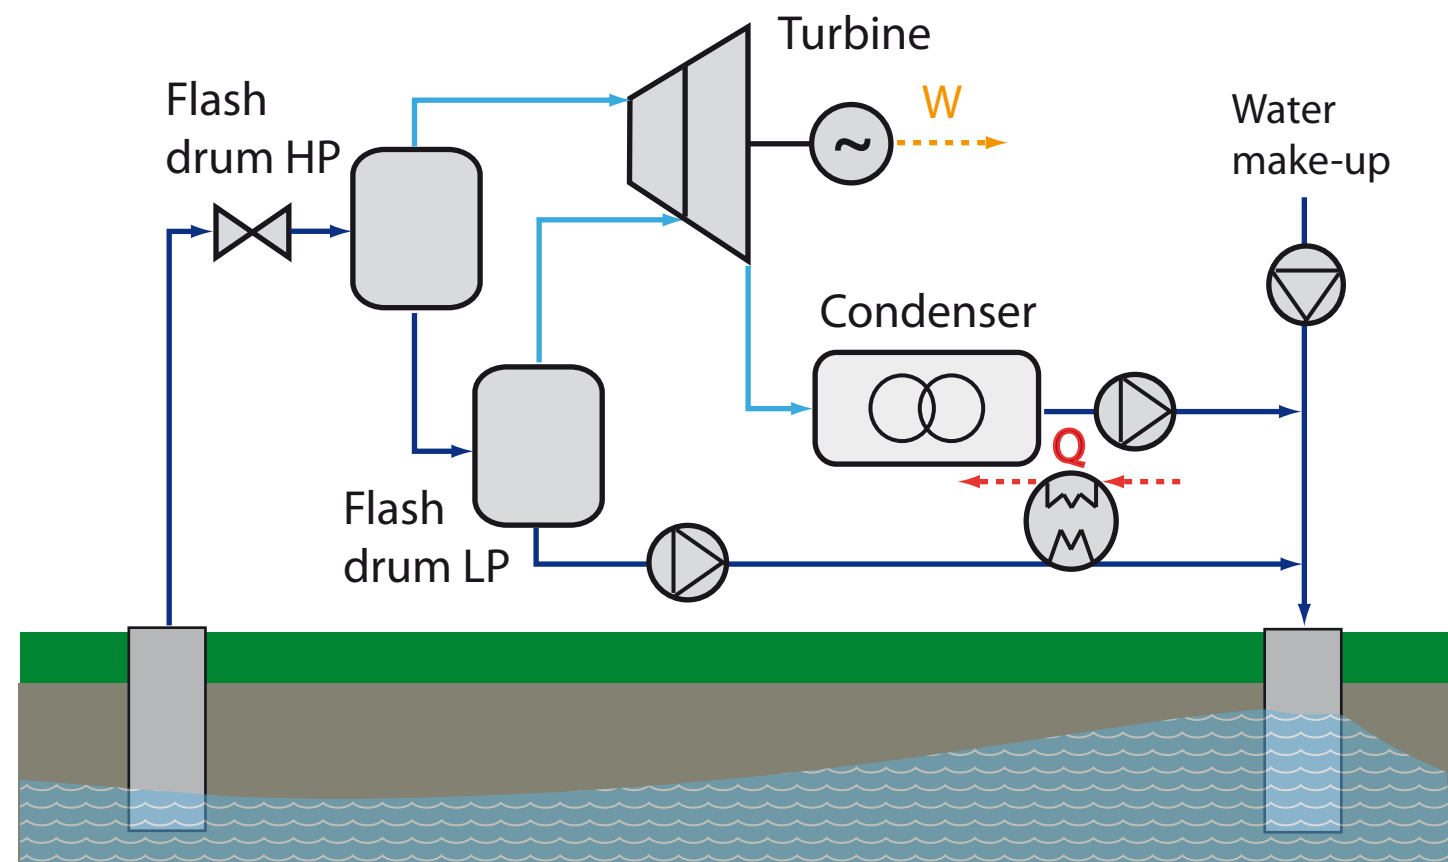 Turbine
Flash
drum HP
W
Water
make-up
~
Condenser
Q
Flash
drum LP